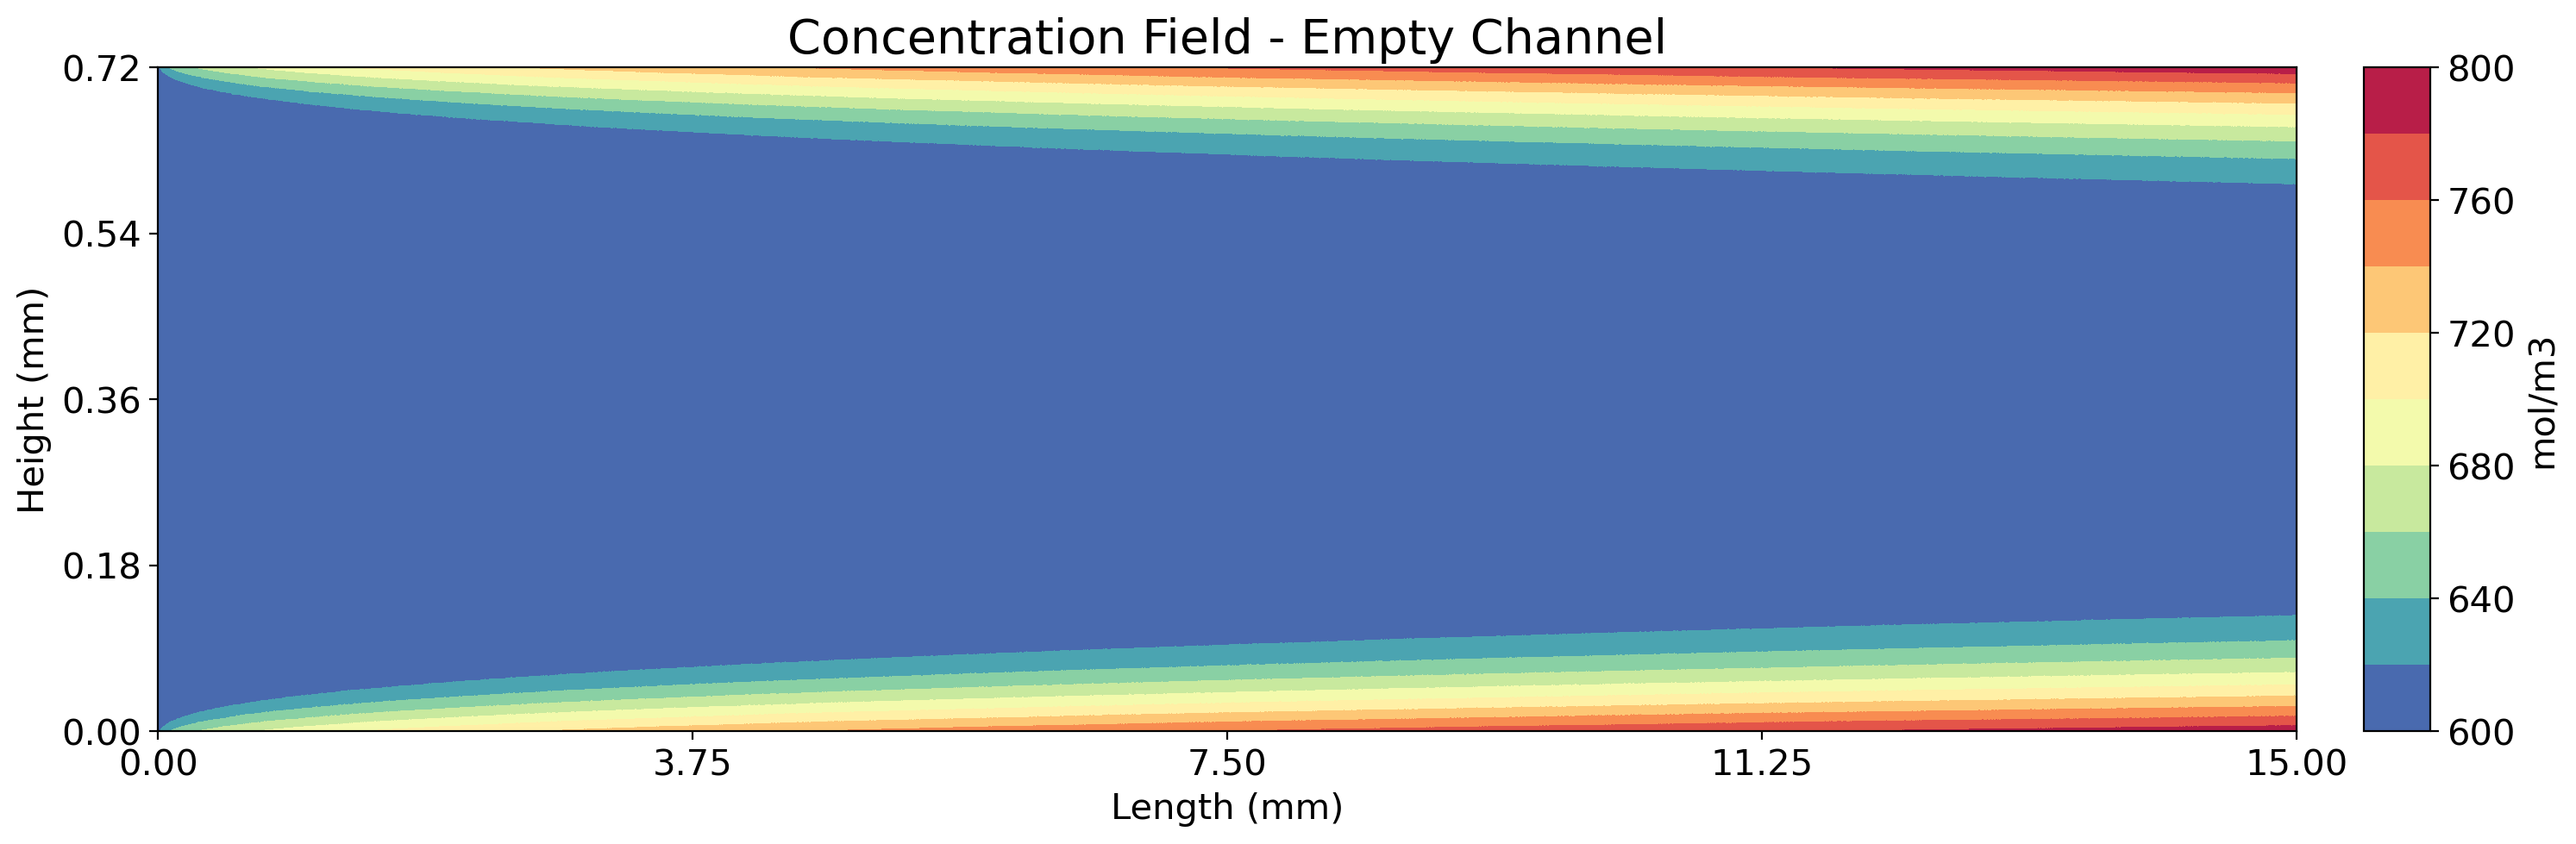 Concentration Field - Empty Channel
0.72
0.54
0.36
0.18
0.00
Height (mm)
0.00 3.75 7.50 11.25 15.00
Length (mm)
800
760
720
680
640
600
mol/m3